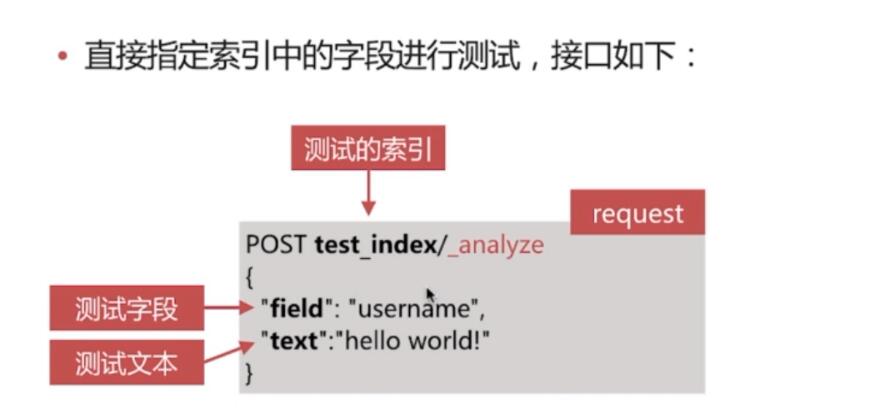 • 直接指定索引中的字段进行测试，接口如下：
测试的索引
request
POST test_index/_analyze
{
测试字段
"field": "username",
"text":"hello world!"
测试文本
}